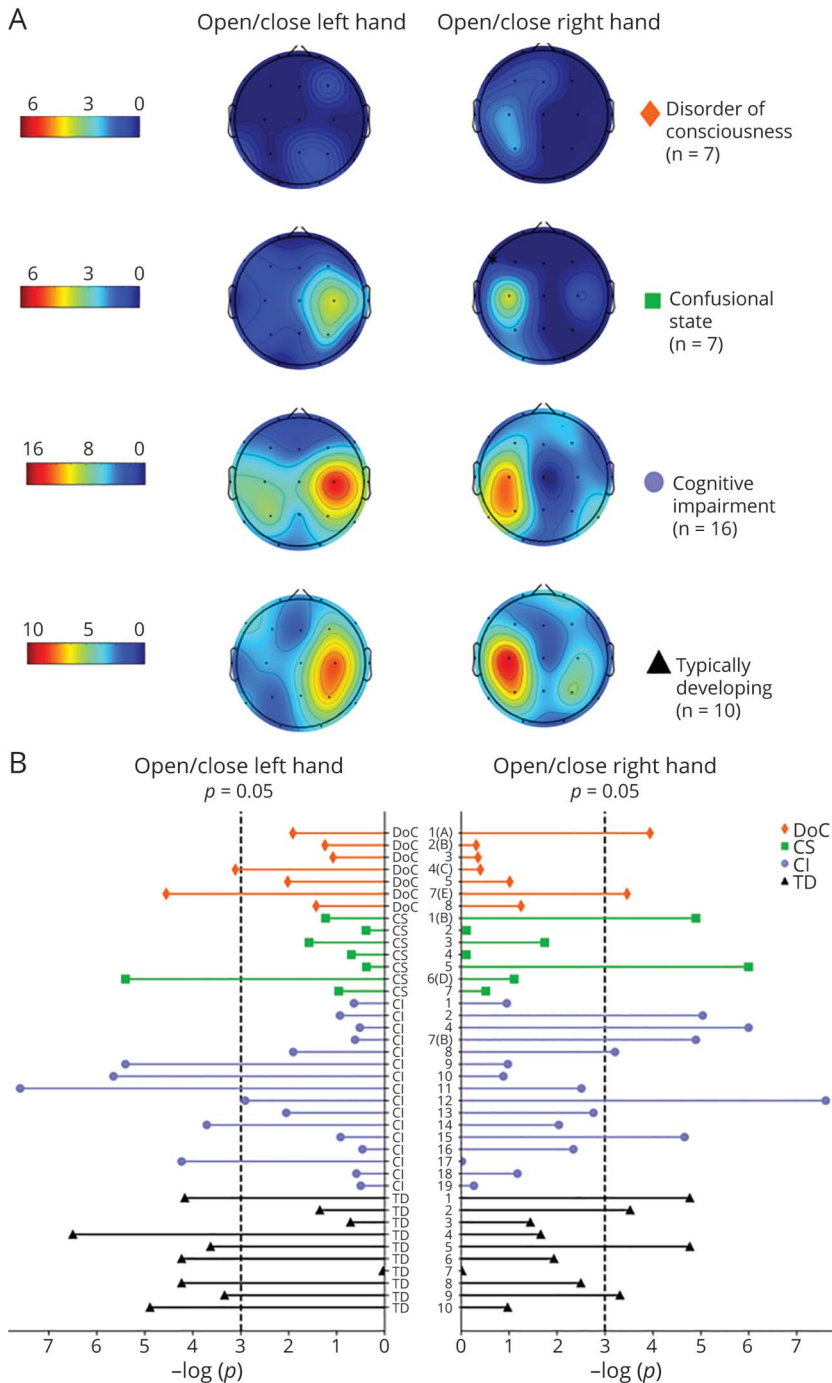 A
Open/close left hand Open/close right hand
6 3 0
Disorder of
consciousness
(n = 7)
6 3 0
*
Confusional
state
(n = 7)
16 8 0
Cognitive
impairment
(n = 16)
10 5 0
Typically
developing
(n = 10)
B
Open/close left hand Open/close right hand
p = 0.05 p = 0.05
DoC 1(A)
DoC 2(B)
DoC 3
DoC 4(C)
DoC 5
DoC 7(E)
DoC 8
CS 1(B)
CS 2
CS 3
CS 4
CS 5
CS 6(D)
CS 7
CI 1
CI 2
CI 4
CI 7(B)
CI 8
CI 9
CI 10
CI 11
CI 12
CI 13
CI 14
CI 15
CI 16
CI 17
CI 18
CI 19
TD 1
TD 2
TD 3
TD 4
TD 5
TD 6
TD 7
TD 8
TD 9
TD 10
DoC
CS
CI
TD
7 6 5 4 3 2 1 0 0 1 2 3 4 5 6 7
–log (p) –log (p)